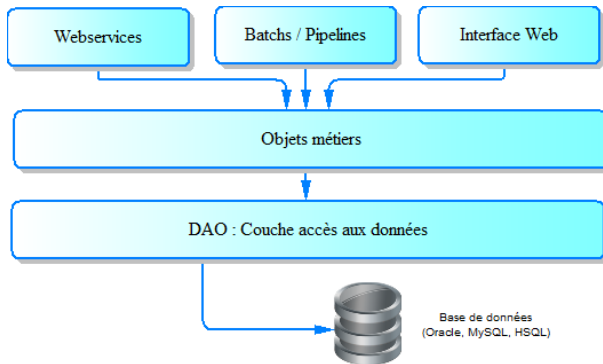 Webservices
Batchs / Pipelines
Interface Web
Objets métiers
DAO : Couche accès aux données
Base de données
(Oracle, MySQL, HSQL)